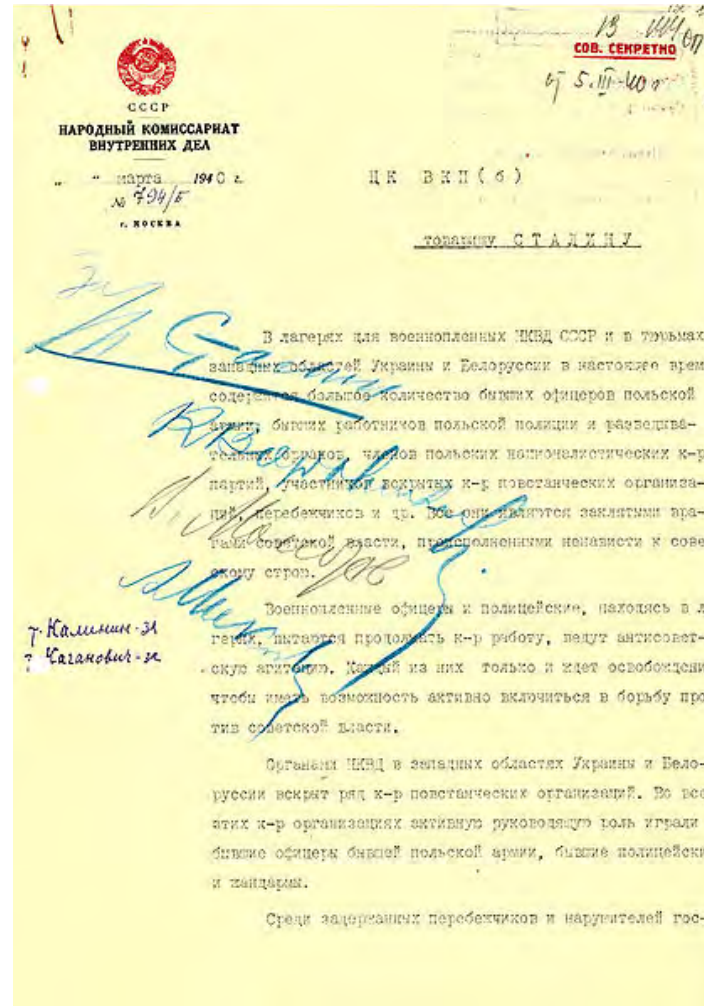 13
СОВ. СЕКРЕТНО
от 5.III-40 г
СССР
НАРОДНЫЙ КОМИССАРИАТ
ВНУТРЕННИХ ДЕЛ
" " марта 1940 г.
№ 794/Б
г. МОСКВА
ЦК ВКП(б)
товарищу СТАЛИНУ
За
И Сталин
К Ворошилов
В. Молотов
А Микоян
В лагерях для военнопленных НКВД СССР и в тюрьмах
западных областей Украины и Белоруссии в настоящее врем
содержится большое количество бывших офицеров польской
армии, бывших работников польской полиции и разведыва-
тельных органов, членов польских националистических к-р
партий, участников вскрытых к-р повстанческих организа-
ций, перебежчиков и др. Все они являются заклятыми вра-
гами советской власти, преисполненными ненависти к сове
скому строю.
Военнопленные офицеры и полицейские, находясь в л
герях, пытаются продолжать к-р работу, ведут антисовет-
скую агитацию. Каждый из них только и ждет освобождени
чтобы иметь возможность активно включиться в борьбу про
тив советской власти.
т. Калинин - за
т. Каганович - за
Органами НКВД в западных областях Украины и Бело-
руссии вскрыт ряд к-р повстанческих организаций. Во все
этих к-р организациях активную руководящую роль играли
бывшие офицеры бывшей польской армии, бывшие полицейски
и жандармы.
Среди задержанных перебежчиков и нарушителей гос-